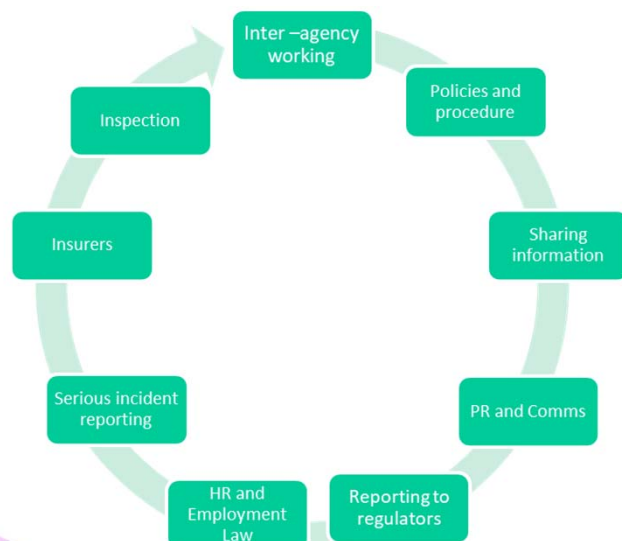 Inter –agency
working
Policies and
procedure
Sharing
information
PR and Comms
Reporting to
regulators
HR and
Employment
Law
Serious incident
reporting
Insurers
Inspection